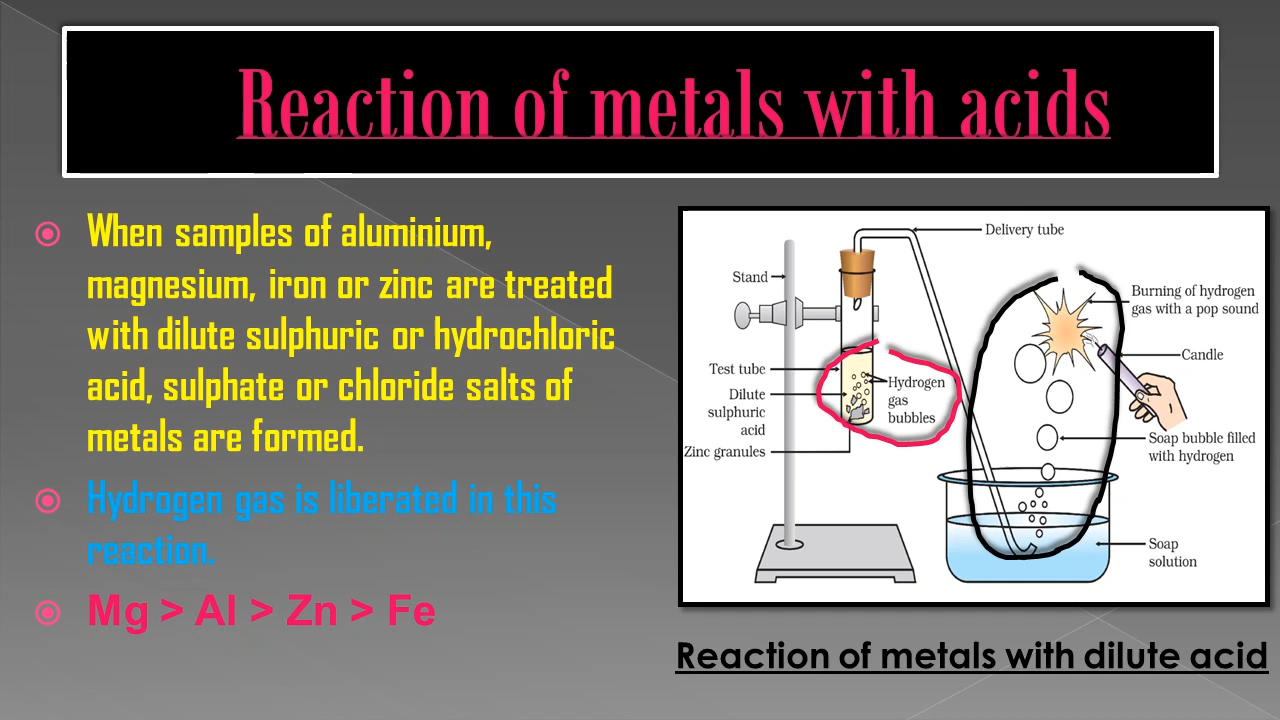 Reaction of metals with acids
When samples of aluminium,
magnesium, iron or zinc are treated
with dilute sulphuric or hydrochloric
acid, sulphate or chloride salts of
metals are formed.
Hydrogen gas is liberated in this
reaction.
Mg > Al > Zn > Fe
Delivery tube
Stand
Burning of hydrogen
gas with a pop sound
Candle
Test tube
Hydrogen
gas
bubbles
Dilute
sulphuric
acid
Zinc granules
Soap bubble filled
with hydrogen
Soap
solution
Reaction of metals with dilute acid